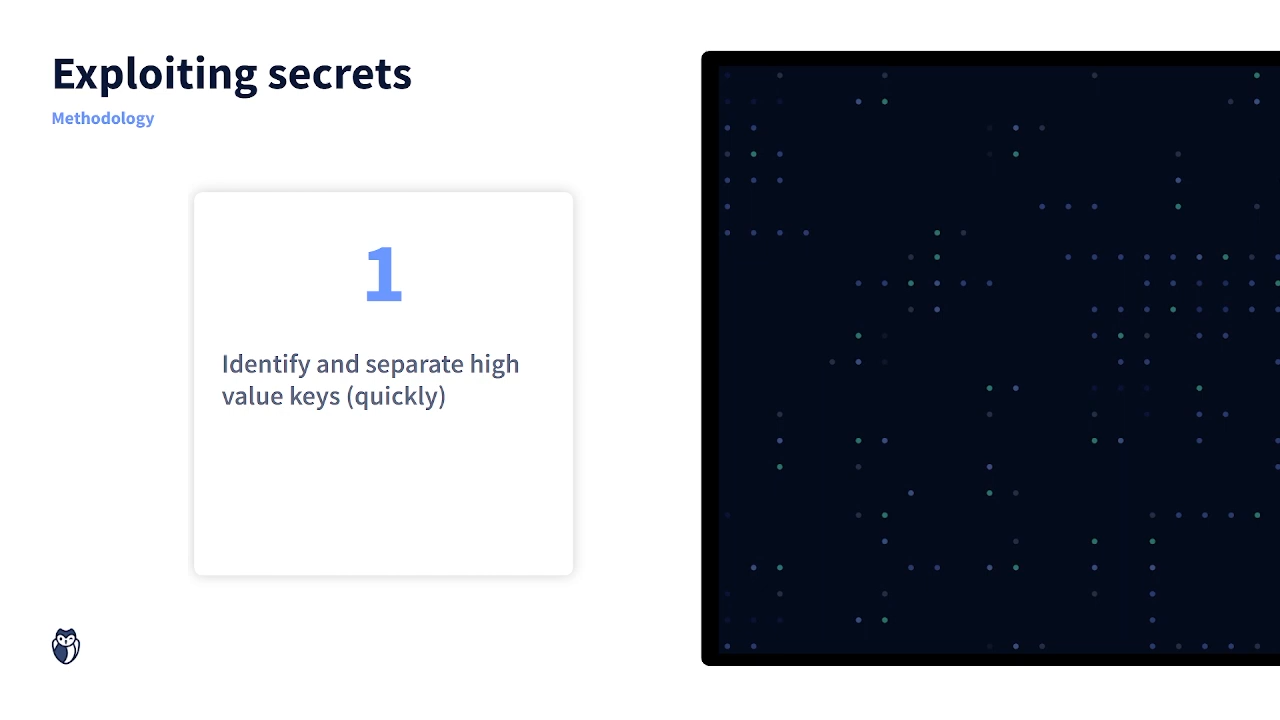 Exploiting secrets
Methodology
1
Identify and separate high
value keys (quickly)